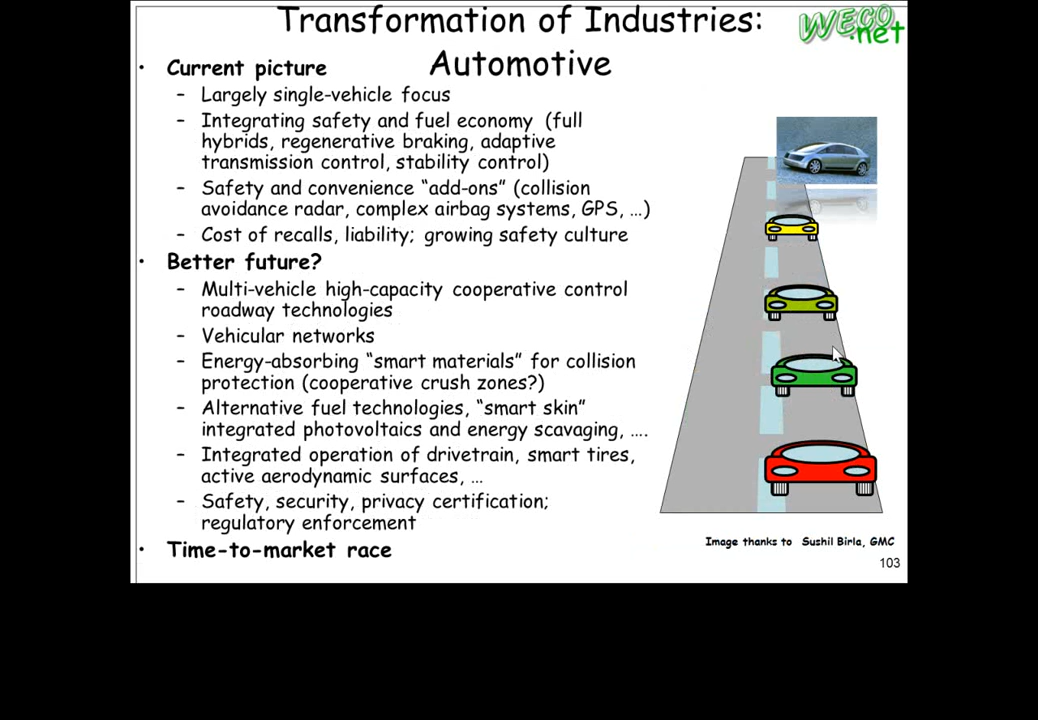 Transformation of Industries:
Automotive
WECO
.net
• Current picture
– Largely single-vehicle focus
– Integrating safety and fuel economy (full
hybrids, regenerative braking, adaptive
transmission control, stability control)
– Safety and convenience “add-ons” (collision
avoidance radar, complex airbag systems, GPS, …)
– Cost of recalls, liability; growing safety culture
• Better future?
– Multi-vehicle high-capacity cooperative control
roadway technologies
– Vehicular networks
– Energy-absorbing “smart materials” for collision
protection (cooperative crush zones?)
– Alternative fuel technologies, “smart skin”
integrated photovoltaics and energy scavaging, ….
– Integrated operation of drivetrain, smart tires,
active aerodynamic surfaces, …
– Safety, security, privacy certification;
regulatory enforcement
• Time-to-market race
Image thanks to Sushil Birla, GMC
103